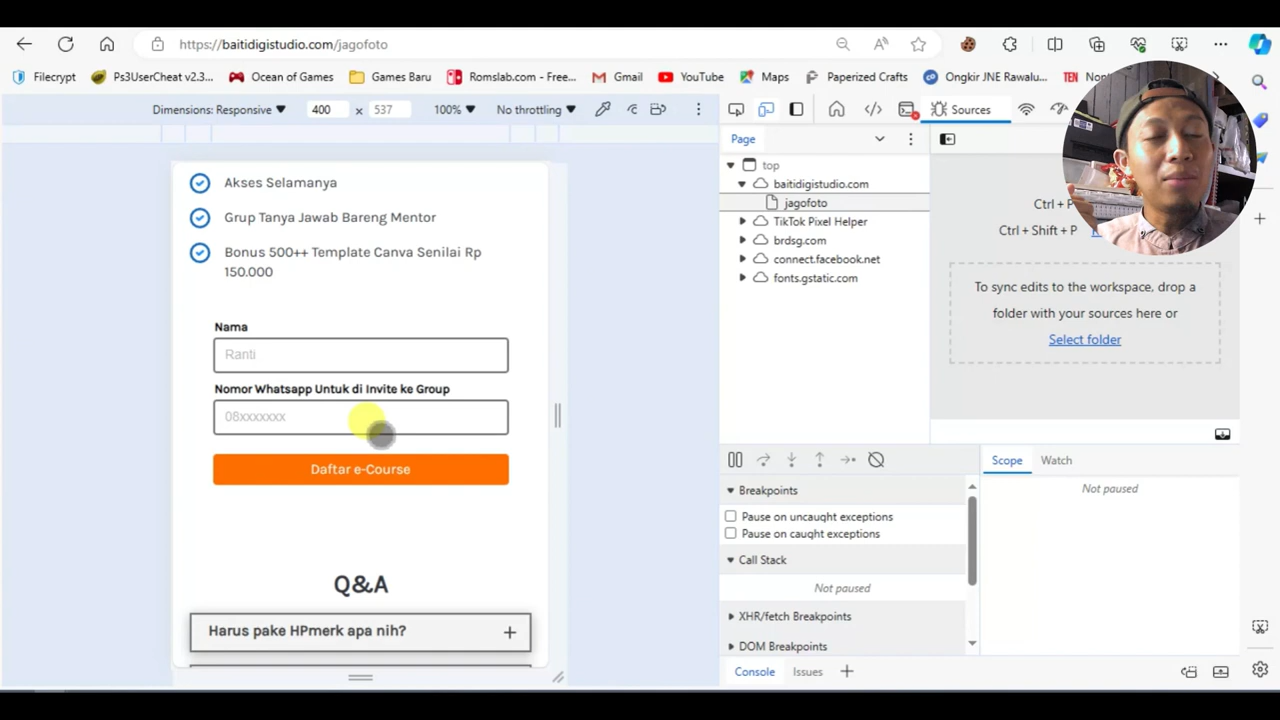 https://baitidigistudio.com/jagofoto
Filecrypt
Ps3UserCheat v2.3...
Ocean of Games
Games Baru
Romslab.com - Free...
Gmail
YouTube
Maps
Paperized Crafts
Ongkir JNE Rawalu...
TEN
Dimensions: Responsive
400 x 537
100%
No throttling
Sources
Page
top
baitidigistudio.com
jagofoto
TikTok Pixel Helper
brdsg.com
connect.facebook.net
fonts.gstatic.com
Ctrl + P
Ctrl + Shift + P
To sync edits to the workspace, drop a
folder with your sources here or
Select folder
Akses Selamanya
Grup Tanya Jawab Bareng Mentor
Bonus 500++ Template Canva Senilai Rp
150.000
Nama
Ranti
Nomor Whatsapp Untuk di Invite ke Group
08xxxxxxx
Daftar e-Course
Q&A
Harus pake HPmerk apa nih?
Scope
Watch
Not paused
Breakpoints
Pause on uncaught exceptions
Pause on caught exceptions
Call Stack
Not paused
XHR/fetch Breakpoints
DOM Breakpoints
Console
Issues